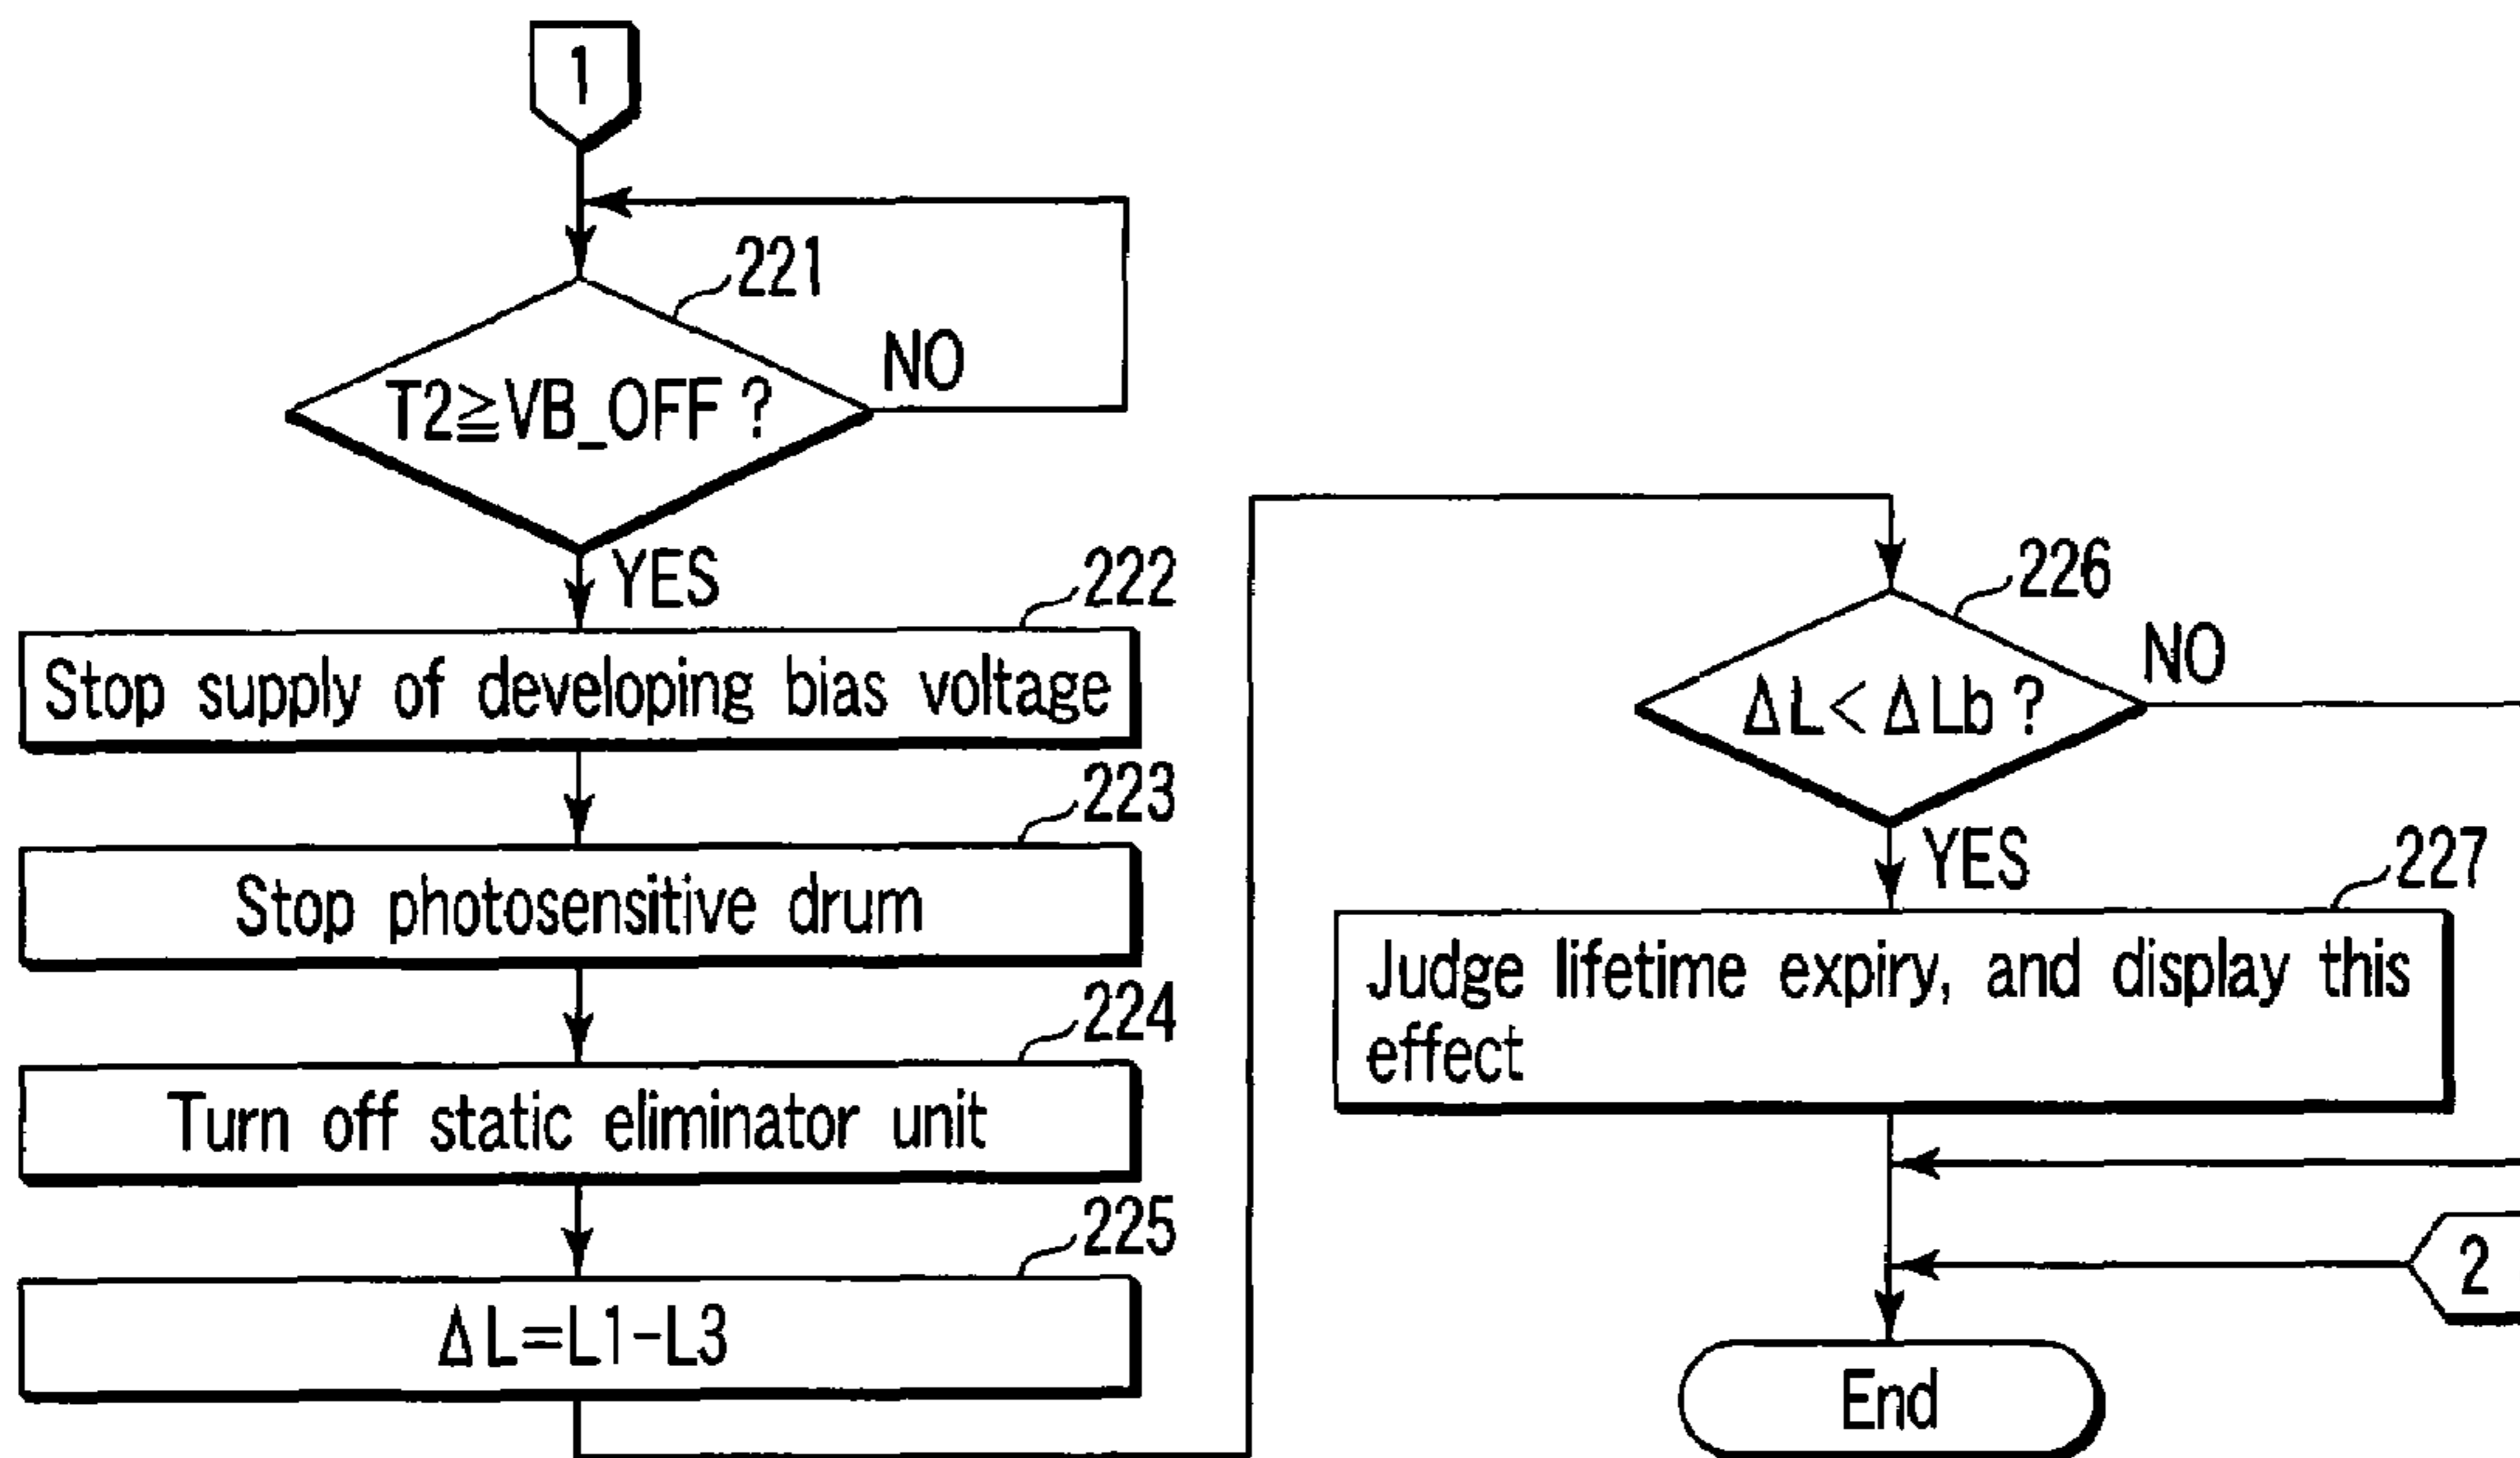 1
221
T2≧VB_OFF ?
NO
YES
222
Stop supply of developing bias voltage
223
Stop photosensitive drum
224
Turn off static eliminator unit
225
ΔL=L1-L3
226
ΔL<ΔLb ?
NO
YES
227
Judge lifetime expiry, and display this
effect
2
End